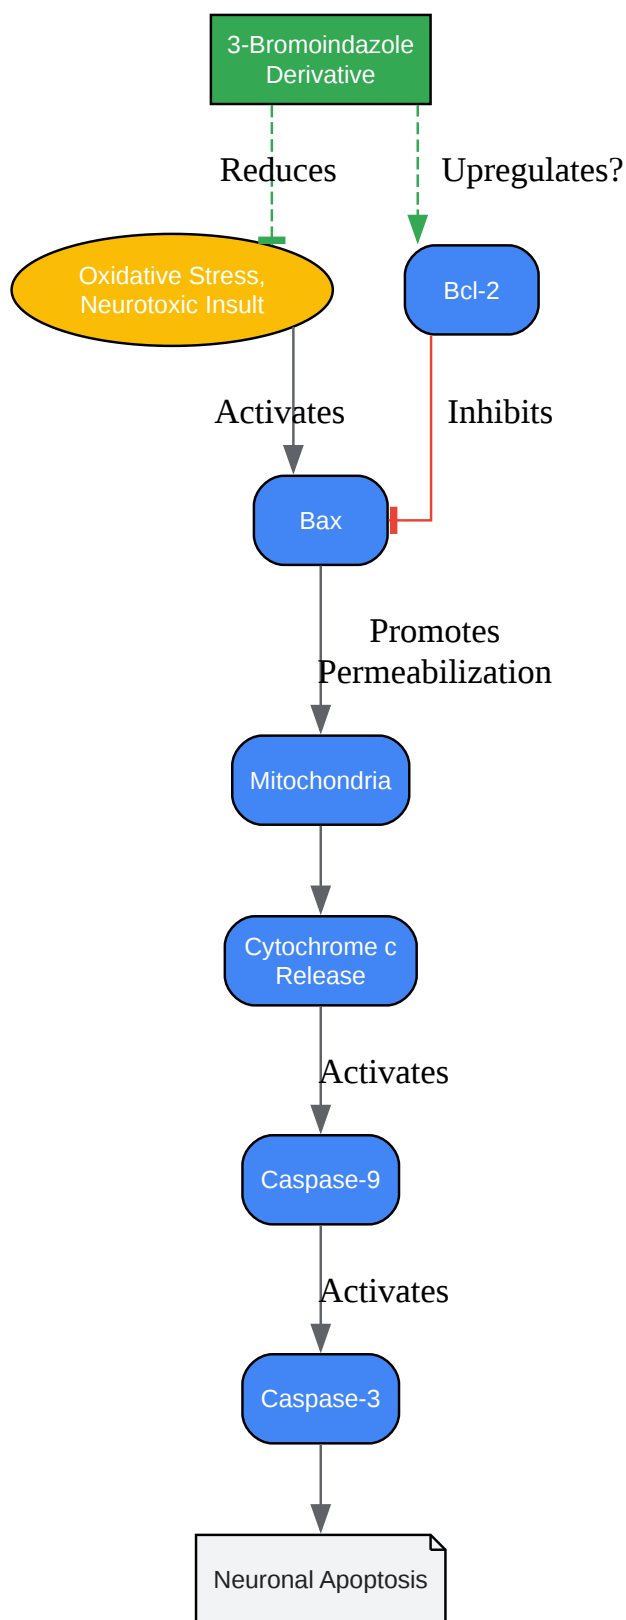 3-Bromoindazole
Derivative
Reduces
Upregulates?
Oxidative Stress,
Neurotoxic Insult
Bcl-2
Activates
Inhibits
Bax
Promotes
Permeabilization
Mitochondria
Cytochrome c
Release
Activates
Caspase-9
Activates
Caspase-3
Neuronal Apoptosis